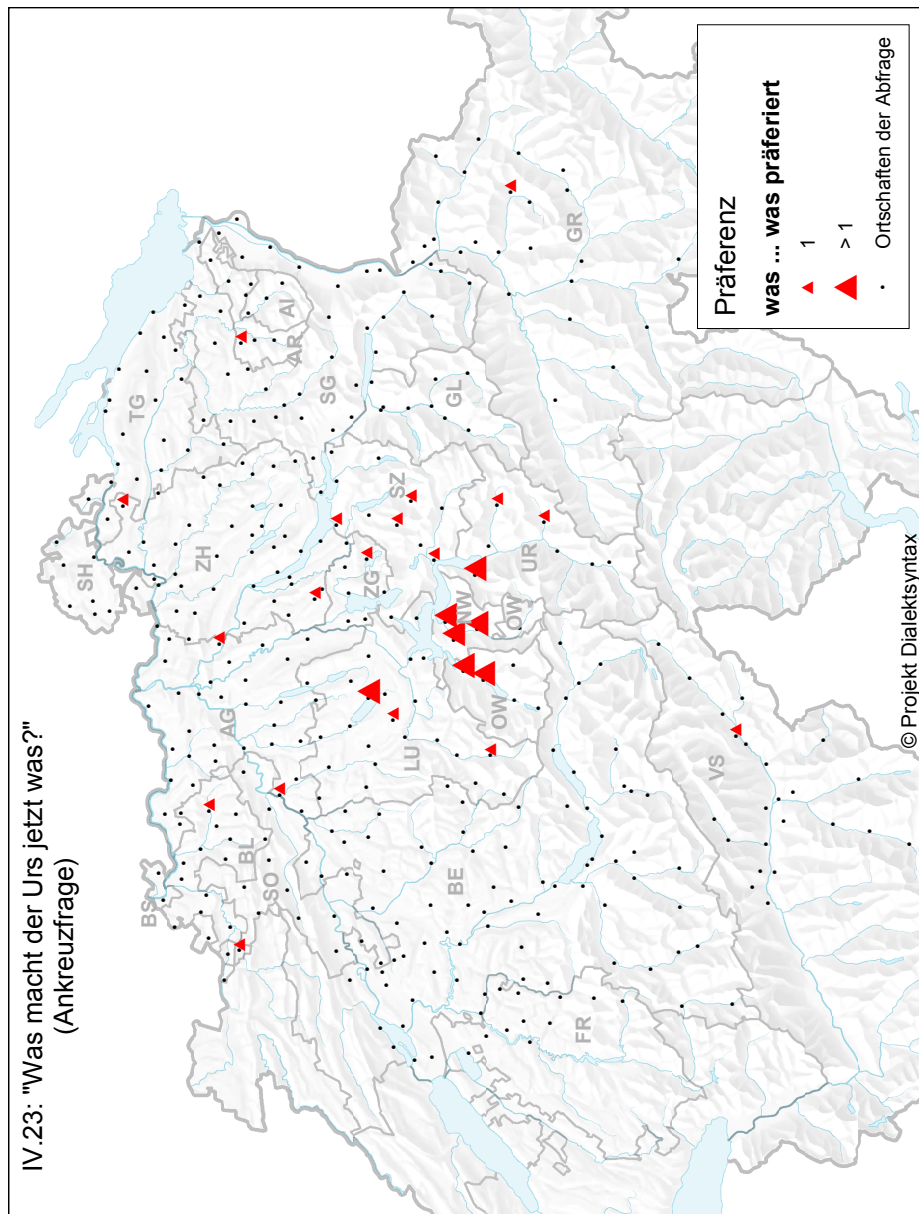 IV.23: "Was macht der Urs jetzt was?"
(Ankreuzfrage)
SH
TG
BS
ZH
AG
BL
SO
AR
AI
SG
ZG
SZ
GL
LU
NW
OW
OW
UR
BE
FR
GR
VS
Präferenz
was ... was präferiert
1
> 1
Ortschaften der Abfrage
© Projekt Dialektsyntax